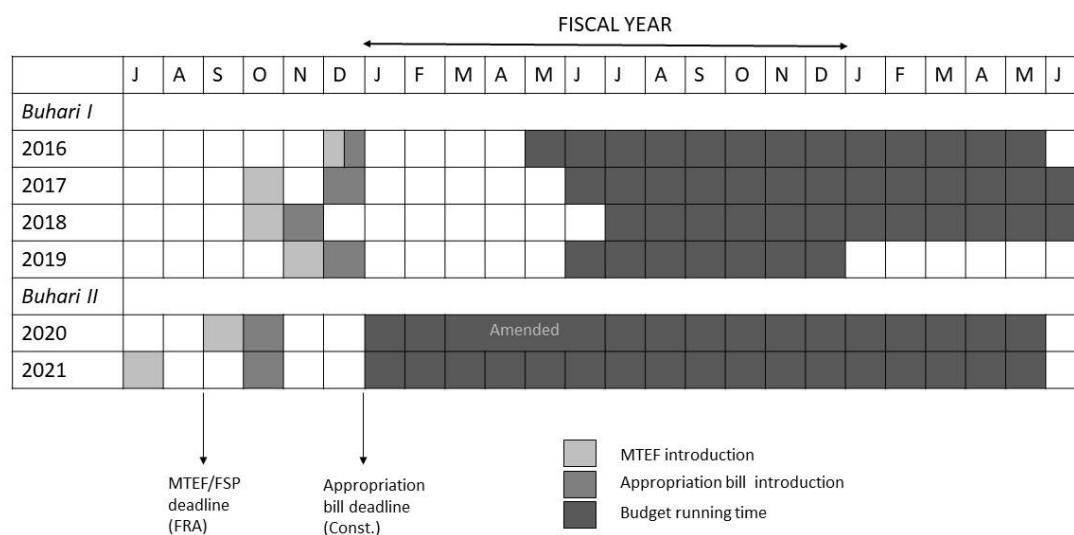 FISCAL YEAR
J A S O N D J F M A M J J A S O N D J F M A M J
Buhari I
2016
2017
2018
2019
Buhari II
2020 Amended
2021
MTEF/FSP
deadline
(FRA)
Appropriation
bill deadline
(Const.)
MTEF introduction
Appropriation bill introduction
Budget running time